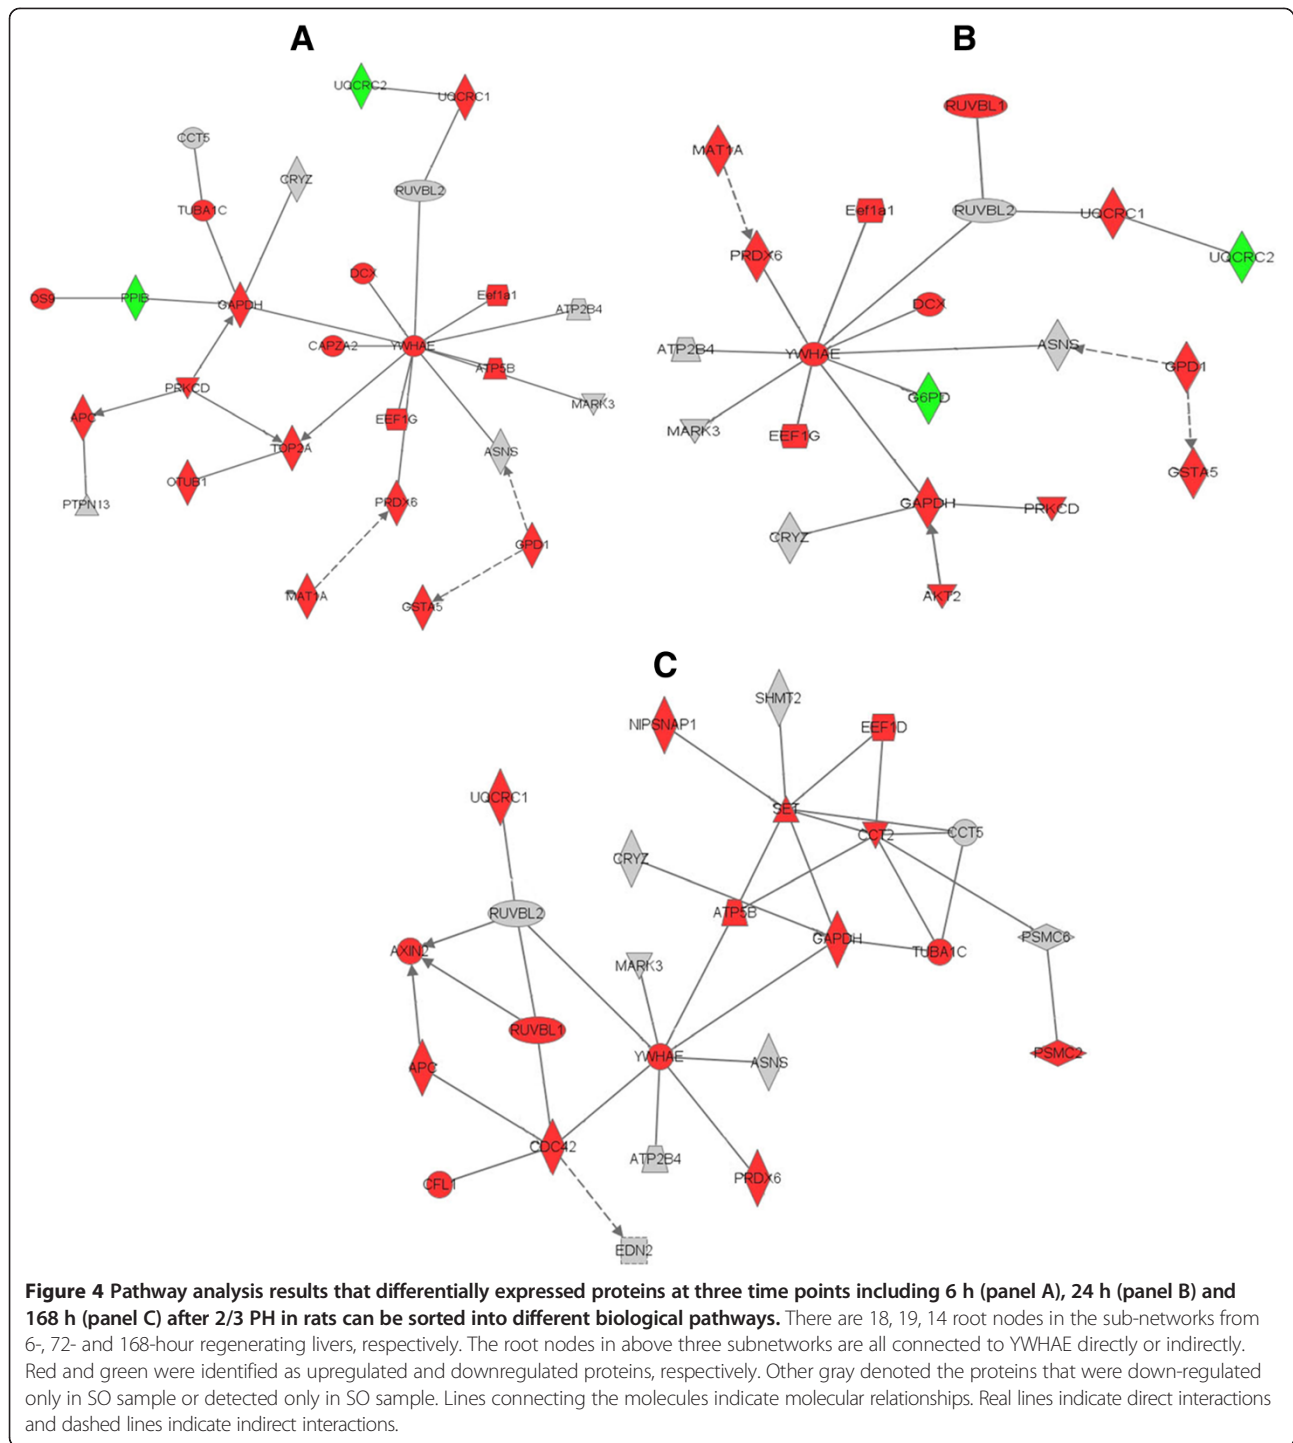 A
UQCRC2
UQCRC1
CCT5
CRYZ
RUVBL2
TUBA1C
DCX
OS9
PPIB
GAPDH
Eef1a1
ATP2B4
CAPZA2
YWHAE
ATP5B
PRKCD
MARK3
APC
EEF1G
TOP2A
ASNS
OTUB1
PTPN13
PRDX6
GPD1
MAT1A
GSTA5
B
RUVBL1
MAT1A
Eef1a1
RUVBL2
UQCRC1
PRDX6
UQCRC2
DCX
ATP2B4
YWHAE
ASNS
GPD1
G6PD
MARK3
EEF1G
GSTA5
GAPDH
PRKCD
CRYZ
AKT2
C
SHMT2
NIPSNAP1
EEF1D
UQCRC1
SET
CCT2
CCT5
CRYZ
RUVBL2
ATP5B
GAPDH
TUBA1C
PSMC6
AXIN2
MARK3
RUVBL1
YWHAE
ASNS
PSMC2
APC
CDC42
ATP2B4
PRDX6
CFL1
EDN2
Figure 4 Pathway analysis results that differentially expressed proteins at three time points including 6 h (panel A), 24 h (panel B) and
168 h (panel C) after 2/3 PH in rats can be sorted into different biological pathways. There are 18, 19, 14 root nodes in the sub-networks from
6-, 72- and 168-hour regenerating livers, respectively. The root nodes in above three subnetworks are all connected to YWHAE directly or indirectly.
Red and green were identified as upregulated and downregulated proteins, respectively. Other gray denoted the proteins that were down-regulated
only in SO sample or detected only in SO sample. Lines connecting the molecules indicate molecular relationships. Real lines indicate direct interactions
and dashed lines indicate indirect interactions.